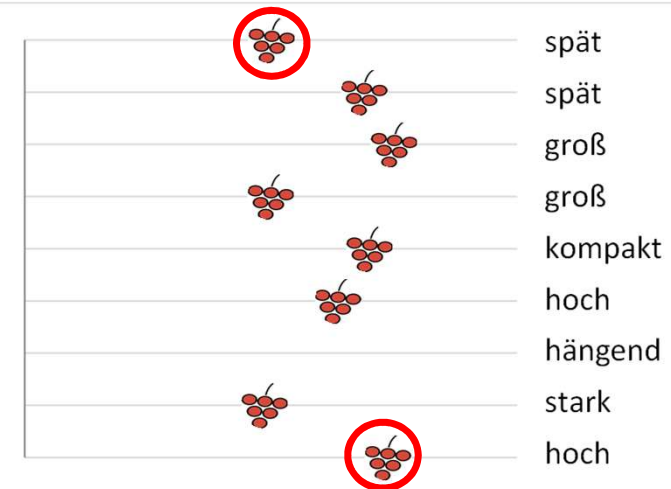 spät
spät
groß
groß
kompakt
hoch
hängend
stark
hoch